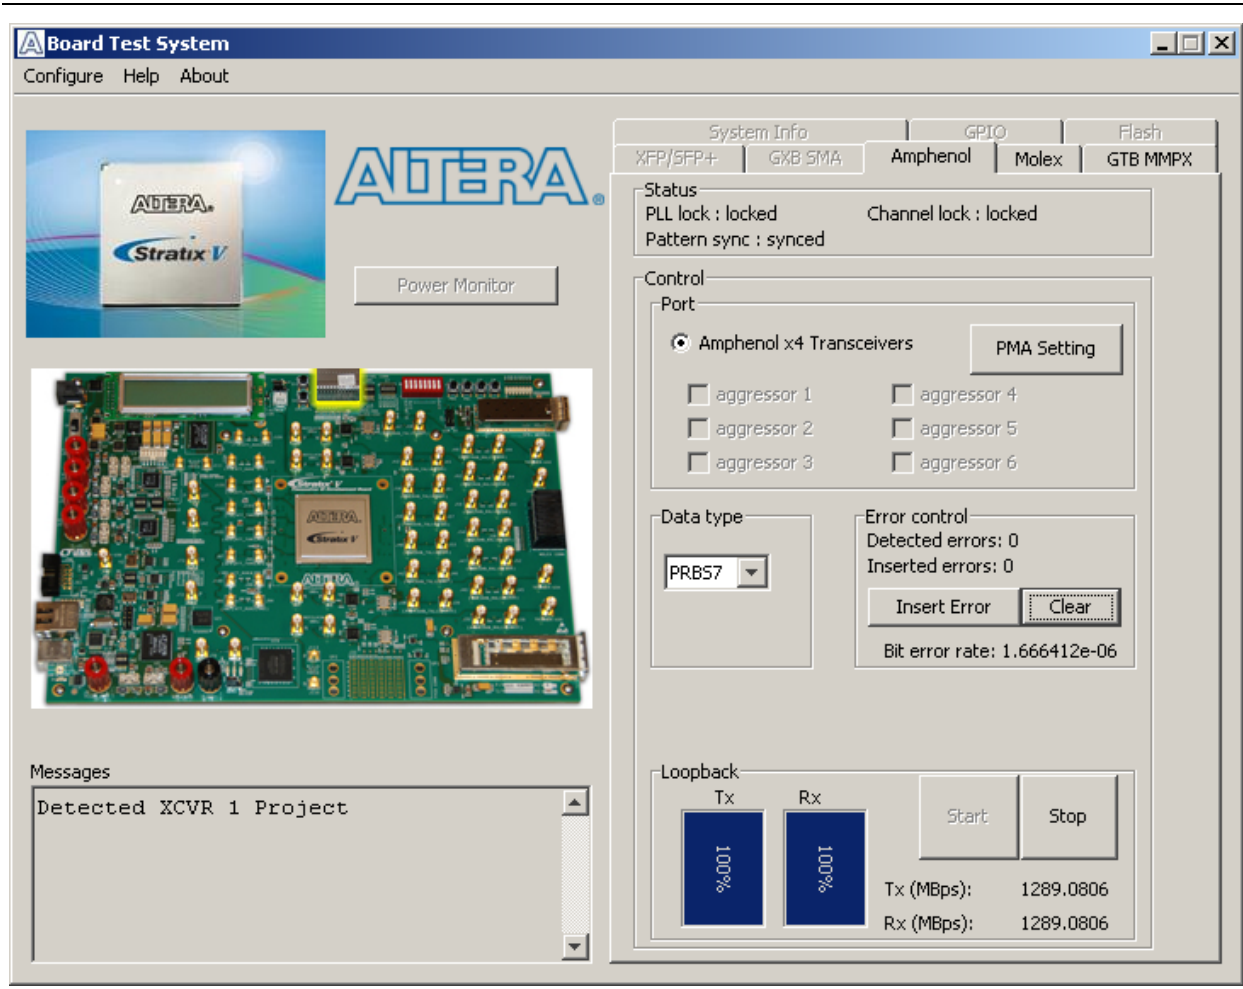 Board Test System
Configure Help About
ALTERA.
Stratix V
ALTERA®
Power Monitor
ALTERA.
Stratix V
ALTERA
Messages
Detected XCVR 1 Project
System Info GPIO Flash
XFP/SFP+ GXB SMA Amphenol Molex GTB MMPX
Status
PLL lock : locked Channel lock : locked
Pattern sync : synced
Control
Port
Amphenol x4 Transceivers PMA Setting
aggressor 1 aggressor 4
aggressor 2 aggressor 5
aggressor 3 aggressor 6
Data type
PRBS7
Error control
Detected errors: 0
Inserted errors: 0
Insert Error Clear
Bit error rate: 1.666412e-06
Loopback
Tx Rx
100% 100%
Start Stop
Tx (MBps): 1289.0806
Rx (MBps): 1289.0806